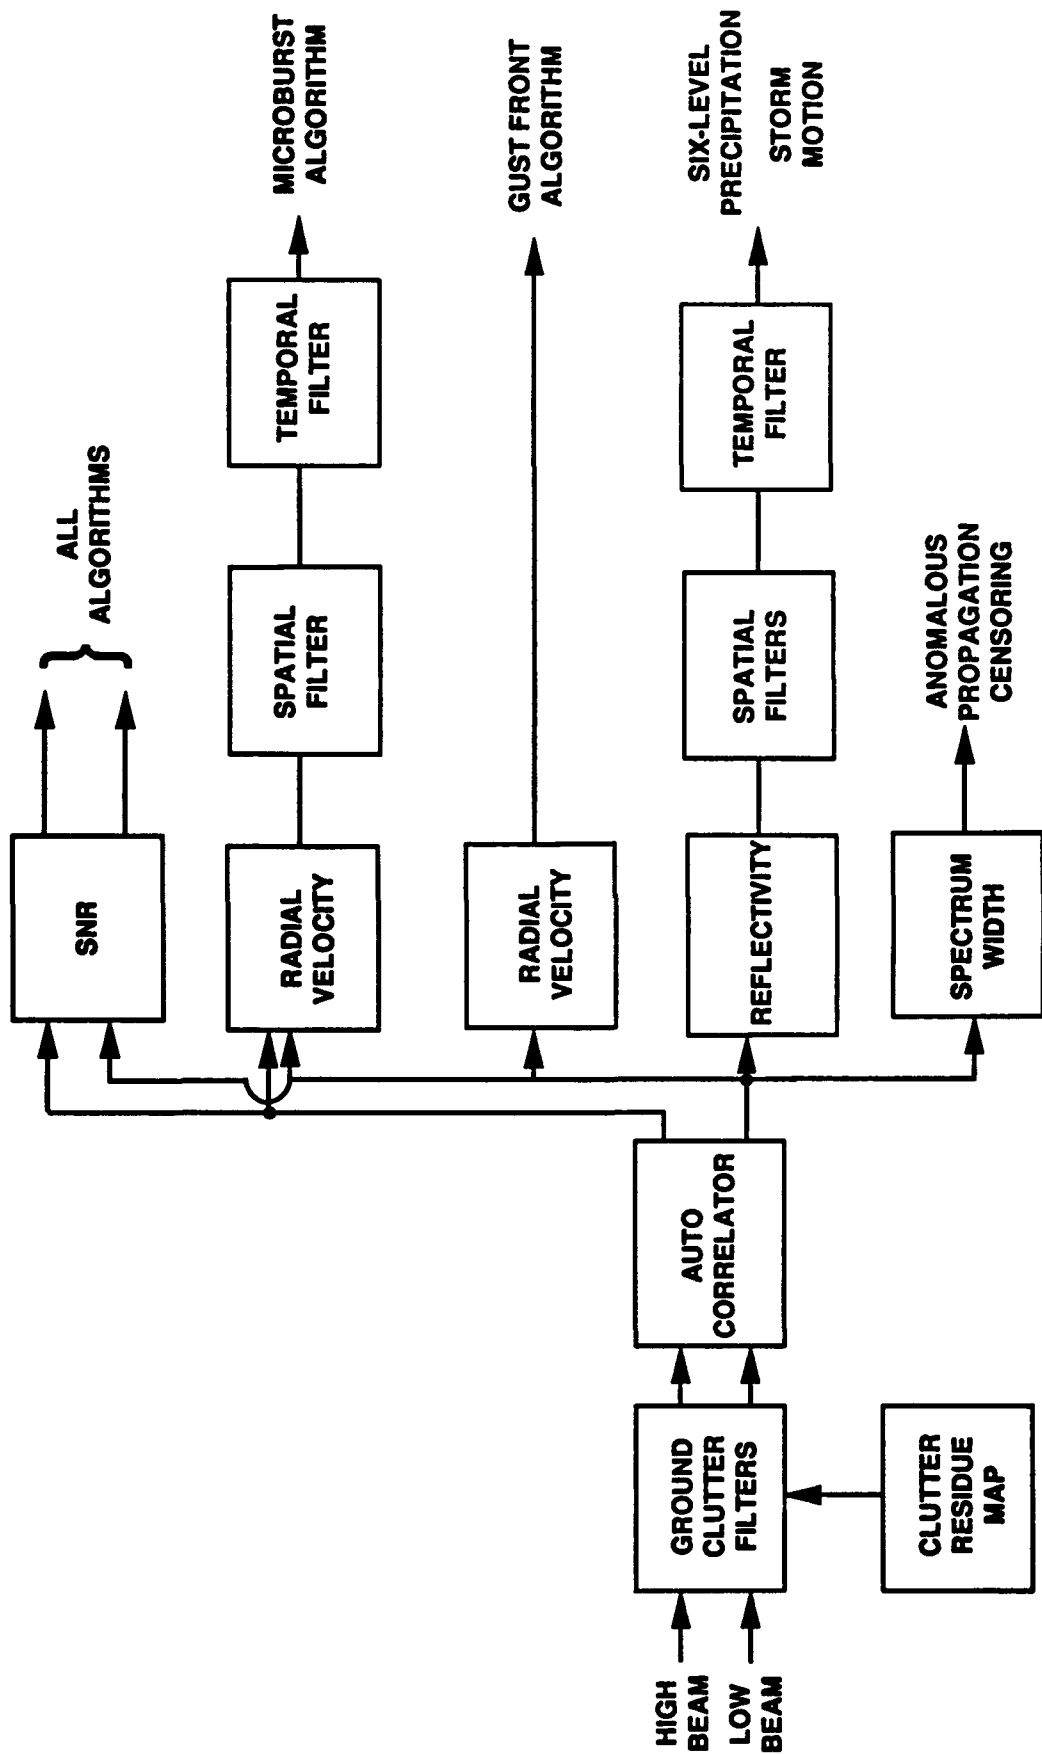 HIGH
BEAM
LOW
BEAM
GROUND
CLUTTER
FILTERS
CLUTTER
RESIDUE
MAP
AUTO
CORRELATOR
SNR
ALL
ALGORITHMS
RADIAL
VELOCITY
SPATIAL
FILTER
TEMPORAL
FILTER
MICROBURST
ALGORITHM
RADIAL
VELOCITY
GUST FRONT
ALGORITHM
REFLECTIVITY
SPATIAL
FILTERS
TEMPORAL
FILTER
SIX-LEVEL
PRECIPITATION
STORM
MOTION
SPECTRUM
WIDTH
ANOMALOUS
PROPAGATION
CENSORING